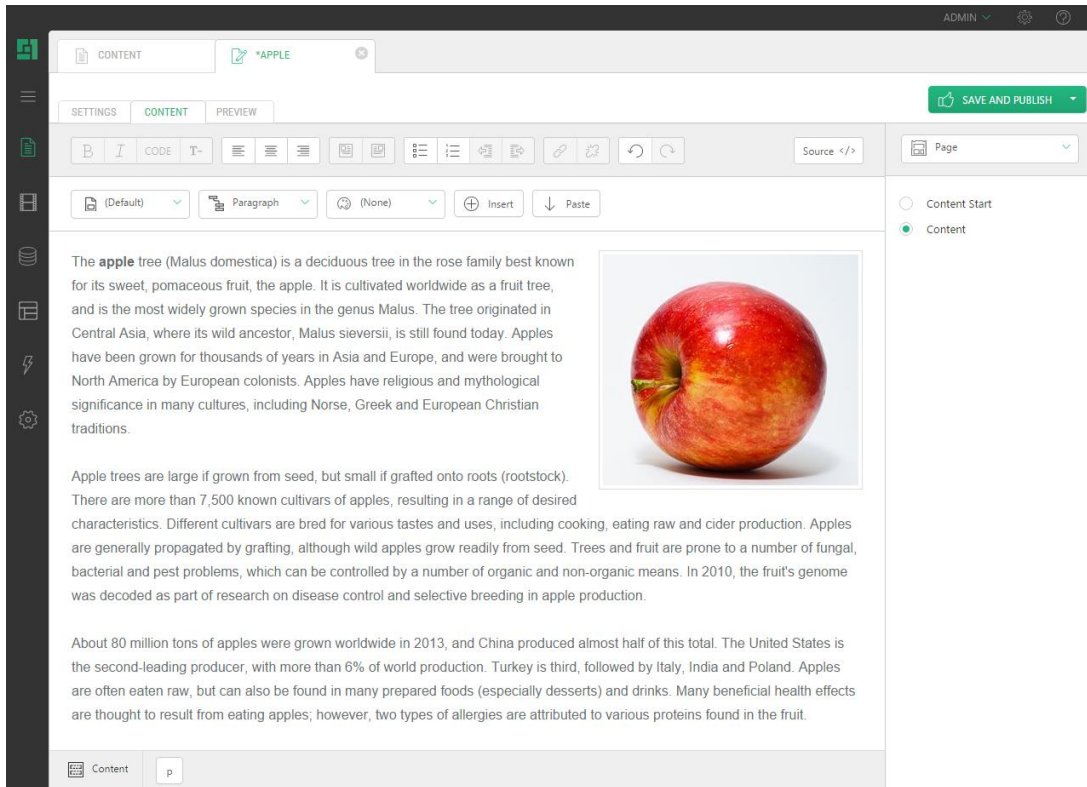 ADMIN
CONTENT
*APPLE
SETTINGS
CONTENT
PREVIEW
SAVE AND PUBLISH
B
I
CODE
T-
Source </>
Page
(Default)
Paragraph
(None)
Insert
Paste
Content Start
Content
The apple tree (Malus domestica) is a deciduous tree in the rose family best known
for its sweet, pomaceous fruit, the apple. It is cultivated worldwide as a fruit tree,
and is the most widely grown species in the genus Malus. The tree originated in
Central Asia, where its wild ancestor, Malus sieversii, is still found today. Apples
have been grown for thousands of years in Asia and Europe, and were brought to
North America by European colonists. Apples have religious and mythological
significance in many cultures, including Norse, Greek and European Christian
traditions.
Apple trees are large if grown from seed, but small if grafted onto roots (rootstock).
There are more than 7,500 known cultivars of apples, resulting in a range of desired
characteristics. Different cultivars are bred for various tastes and uses, including cooking, eating raw and cider production. Apples
are generally propagated by grafting, although wild apples grow readily from seed. Trees and fruit are prone to a number of fungal,
bacterial and pest problems, which can be controlled by a number of organic and non-organic means. In 2010, the fruit's genome
was decoded as part of research on disease control and selective breeding in apple production.
About 80 million tons of apples were grown worldwide in 2013, and China produced almost half of this total. The United States is
the second-leading producer, with more than 6% of world production. Turkey is third, followed by Italy, India and Poland. Apples
are often eaten raw, but can also be found in many prepared foods (especially desserts) and drinks. Many beneficial health effects
are thought to result from eating apples; however, two types of allergies are attributed to various proteins found in the fruit.
Content
p